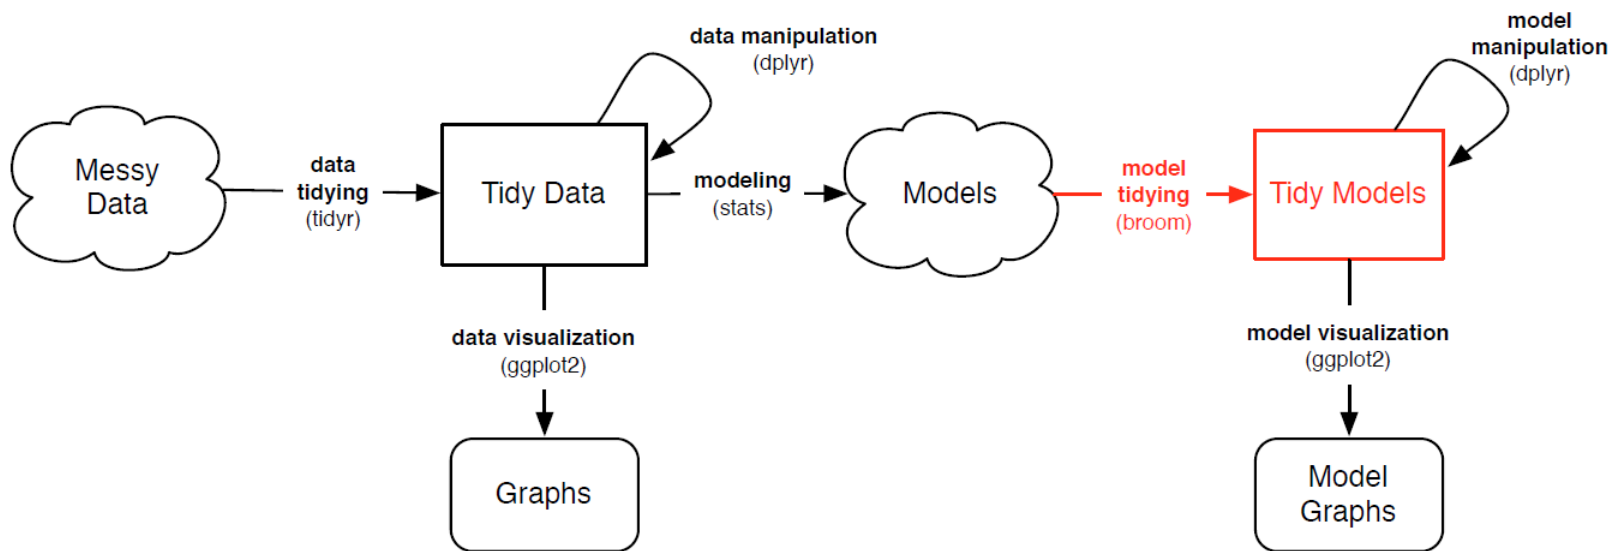 Messy
Data
data
tidying
(tidyr)
Tidy Data
data manipulation
(dplyr)
modeling
(stats)
data visualization
(ggplot2)
Graphs
Models
model
tidying
(broom)
Tidy Models
model
manipulation
(dplyr)
model visualization
(ggplot2)
Model
Graphs